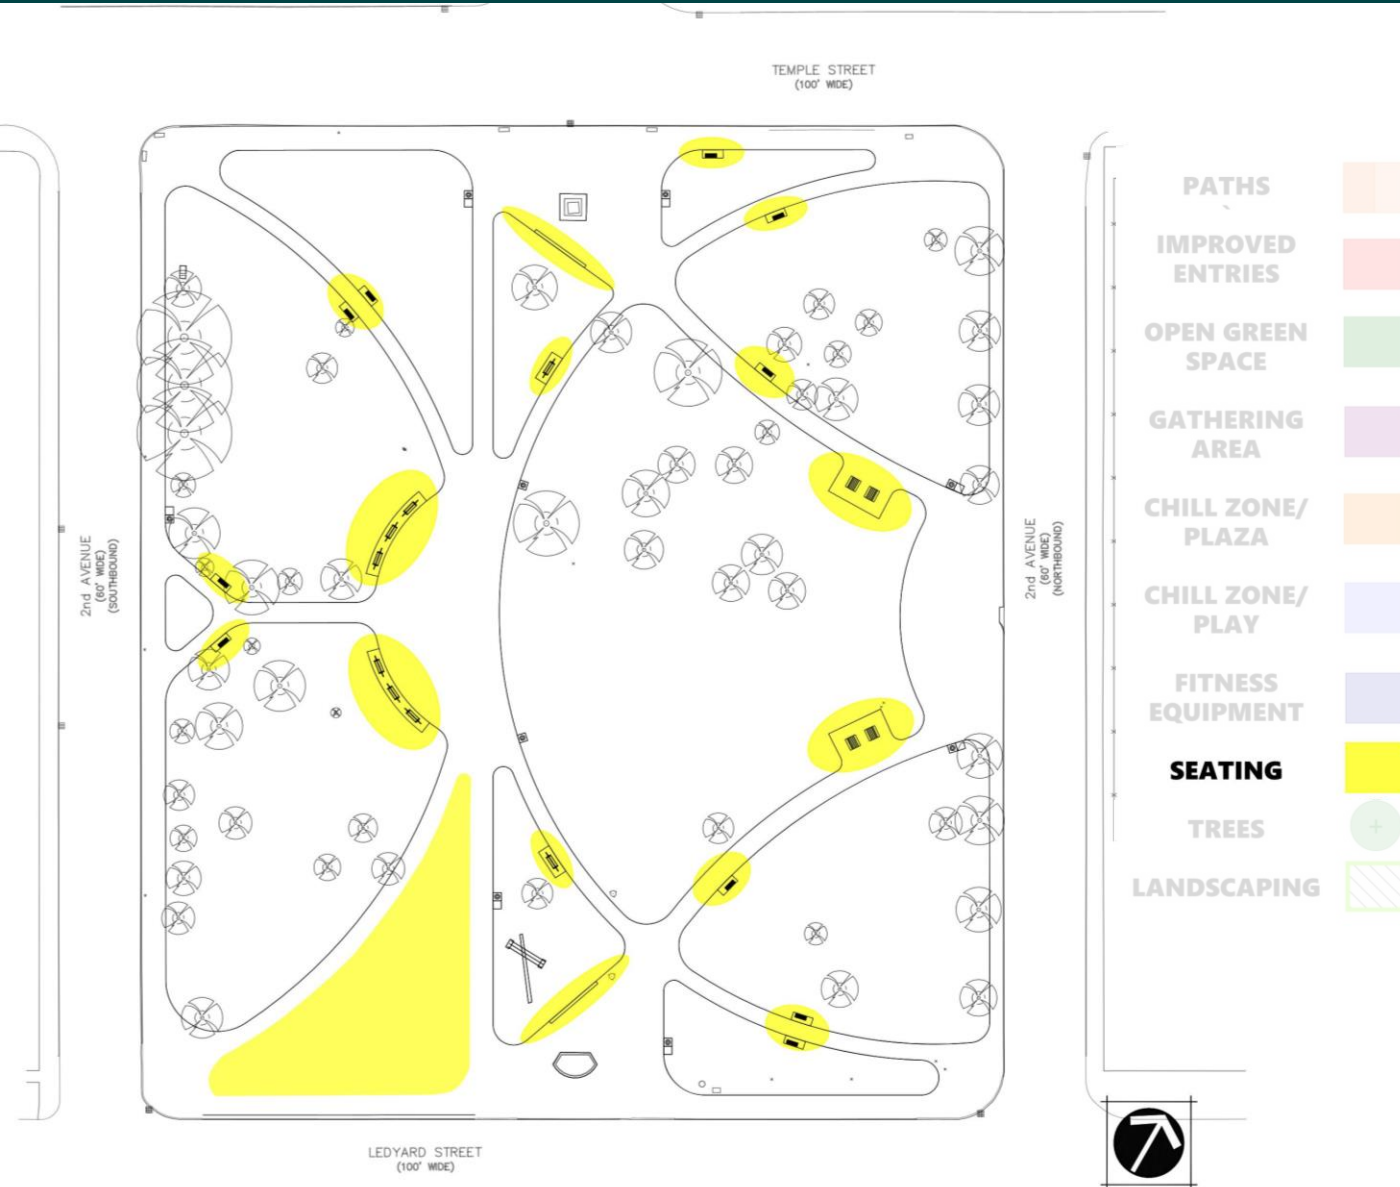 TEMPLE STREET
(100' WIDE)
2nd AVENUE
(60' WIDE)
(SOUTHBOUND)
2nd AVENUE
(60' WIDE)
(NORTHBOUND)
LEDYARD STREET
(100' WIDE)
PATHS
IMPROVED
ENTRIES
OPEN GREEN
SPACE
GATHERING
AREA
CHILL ZONE/
PLAZA
CHILL ZONE/
PLAY
FITNESS
EQUIPMENT
SEATING
TREES
LANDSCAPING